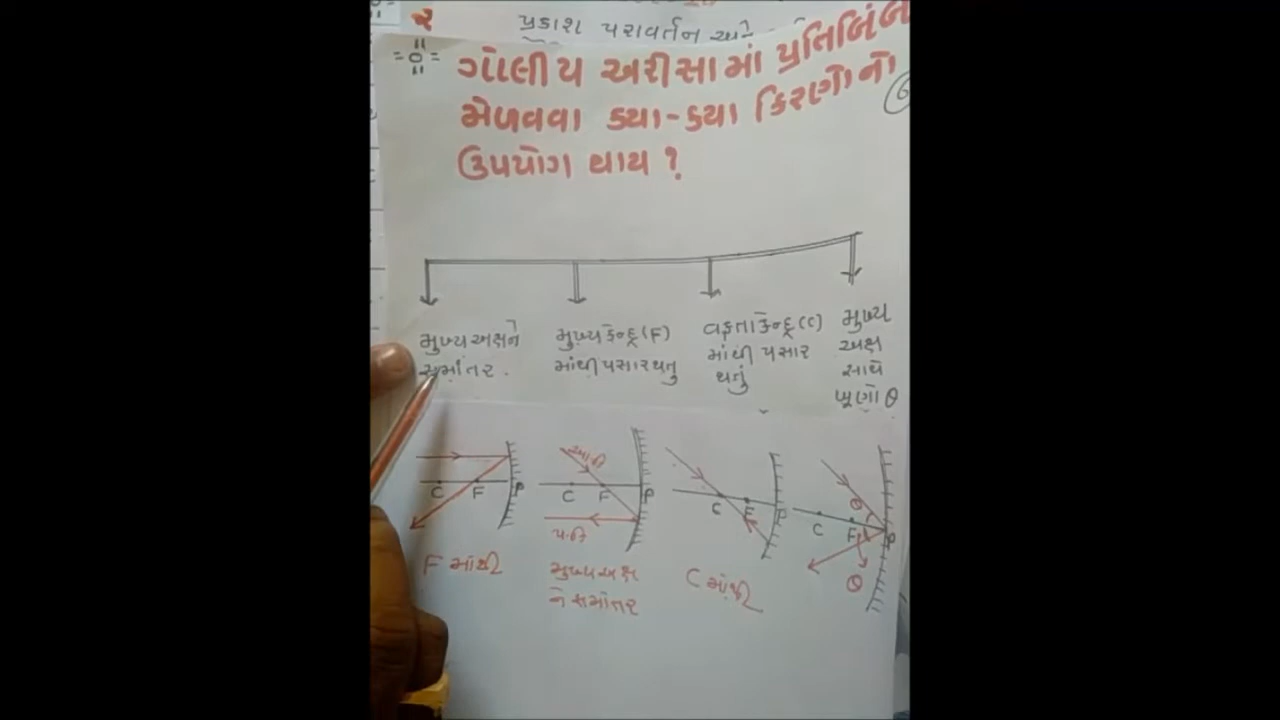 ૨
પ્રકાશ પરાવર્તન અને
ગોલીય અરીસામાં પ્રતિબિંબ
મેળવવા ક્યા-ક્યા કિરણોનો
ઉપયોગ થાય ?
મુખ્યઅક્ષને
સમાંતર.
મુખ્યકેન્દ્ર(F)
માંથી પસારથતુ
વક્રતાકેન્દ્ર(C)
માંથી પસાર
થતું
મુખ્ય
અક્ષ
સાથે
ખૂણો θ
C F P
F માંથી
આ.કિ
C F P
પ.કિ
મુખ્યઅક્ષ
ને સમાંતર
C F P
C માંથી
θ
C F P
θ